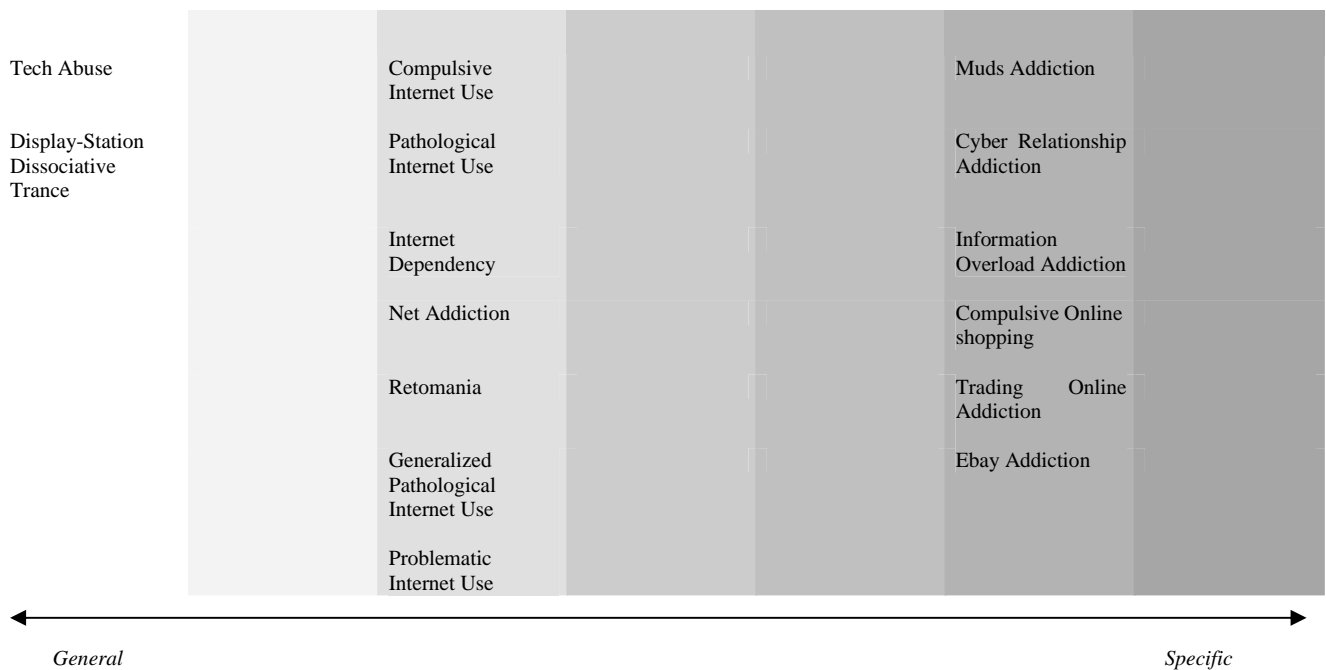 Tech Abuse
Display-Station
Dissociative
Trance
Compulsive
Internet Use
Pathological
Internet Use
Internet
Dependency
Net Addiction
Retomania
Generalized
Pathological
Internet Use
Problematic
Internet Use
Muds Addiction
Cyber Relationship
Addiction
Information
Overload Addiction
Compulsive Online
shopping
Trading Online
Addiction
Ebay Addiction
General
Specific